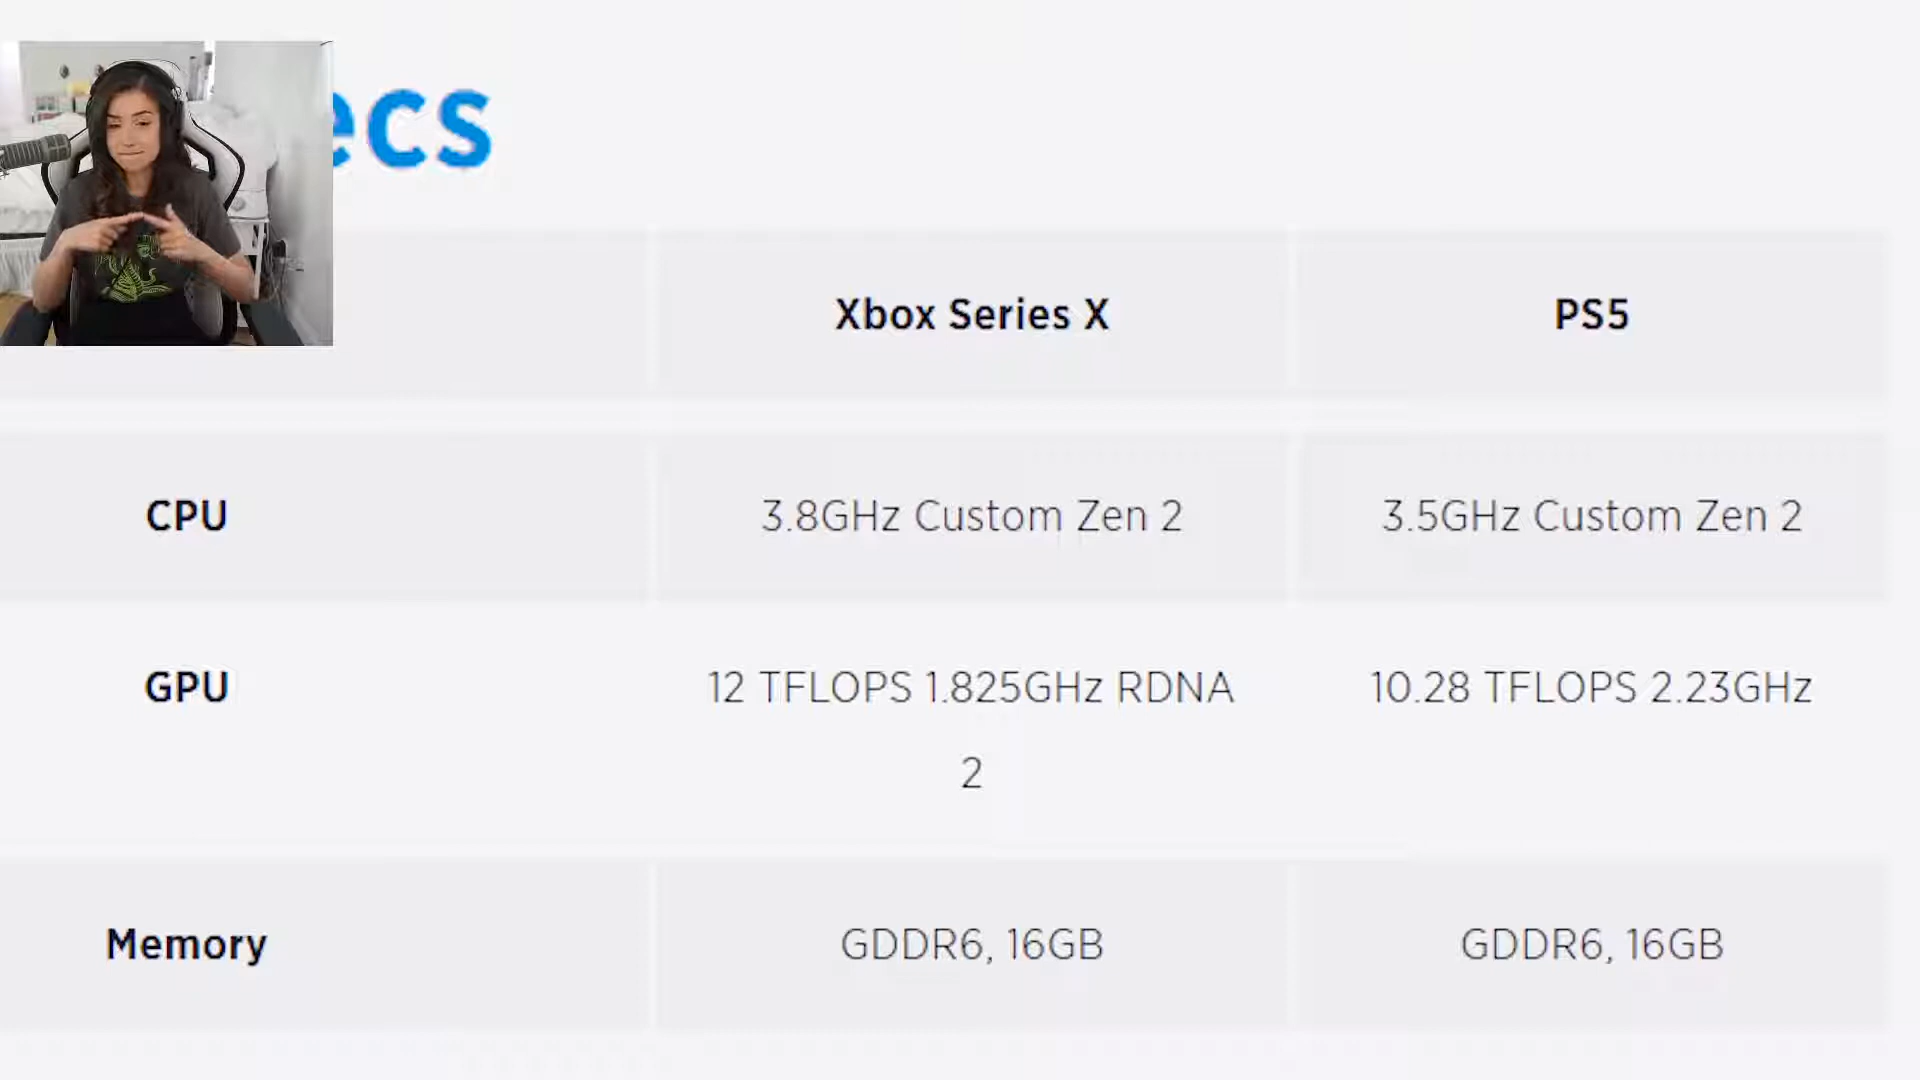 ecs
Xbox Series X
PS5
CPU
3.8GHz Custom Zen 2
3.5GHz Custom Zen 2
GPU
12 TFLOPS 1.825GHz RDNA
2
10.28 TFLOPS 2.23GHz
Memory
GDDR6, 16GB
GDDR6, 16GB